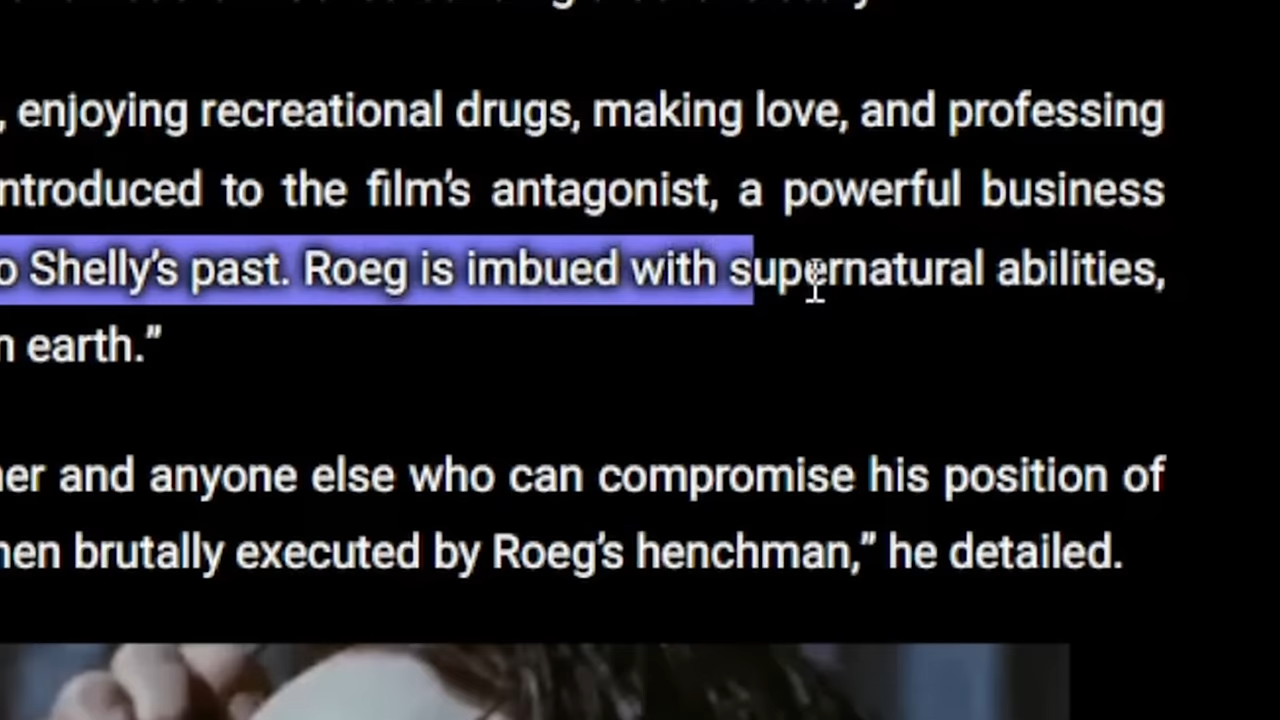 , enjoying recreational drugs, making love, and professing
ntroduced to the film’s antagonist, a powerful business
o Shelly’s past. Roeg is imbued with supernatural abilities,
n earth.”
her and anyone else who can compromise his position of
hen brutally executed by Roeg’s henchman,” he detailed.